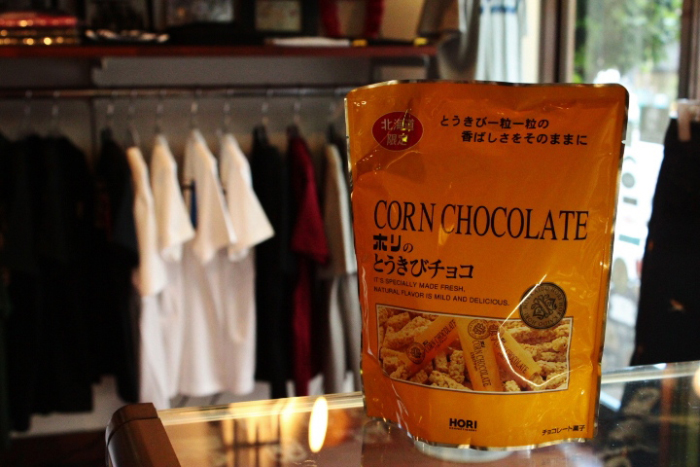 北海道
限定
とうきび一粒一粒の
香ばしさをそのままに
CORN CHOCOLATE
ホリの
とうきびチョコ
IT'S SPECIALLY MADE FRESH.
NATURAL FLAVOR IS MILD AND DELICIOUS.
HORI
チョコレート菓子